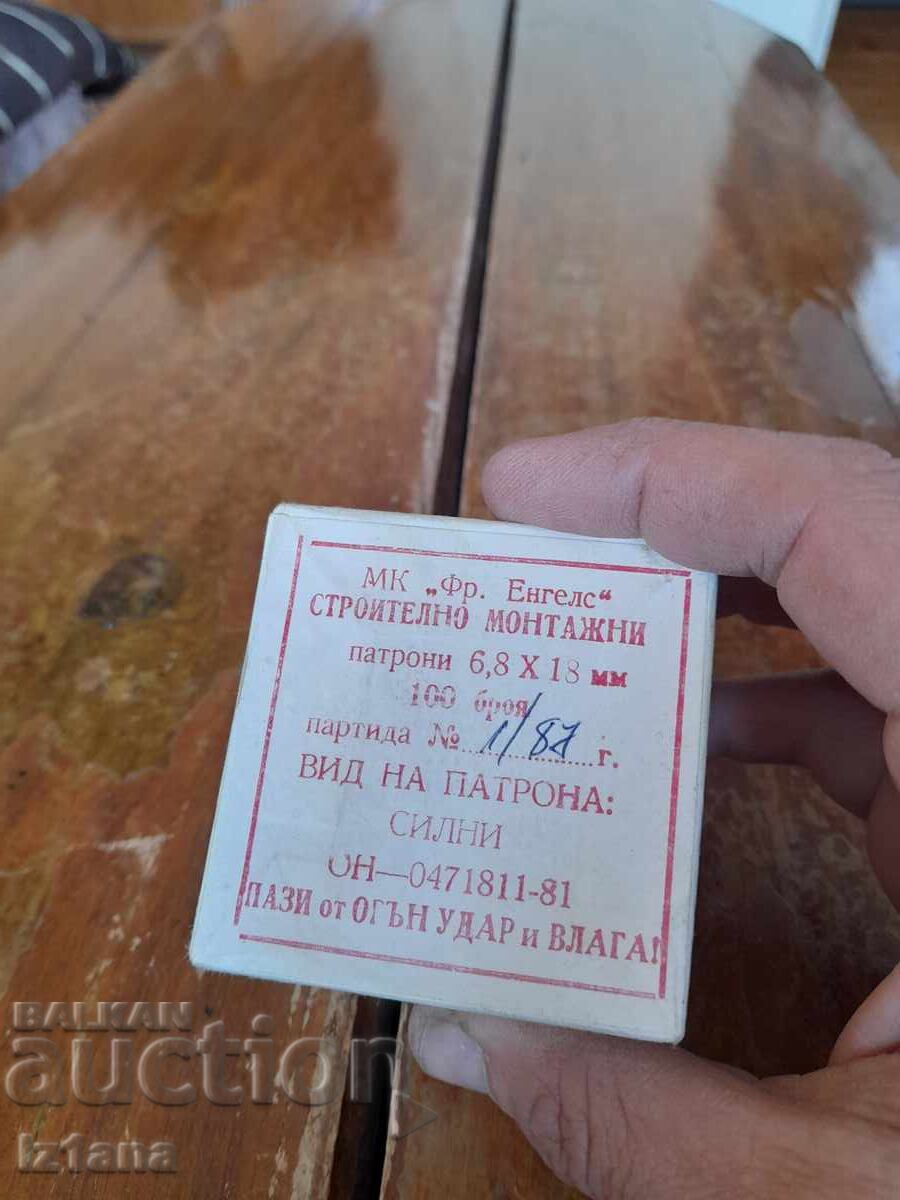 МК „Фр. Енгелс“
СТРОИТЕЛНО МОНТАЖНИ
патрони 6,8 X 18 мм
100 броя
партида № 1/87 г.
ВИД НА ПАТРОНА:
СИЛНИ
ОН—0471811-81
ПАЗИ от ОГЪН УДАР и ВЛАГА!
BALKAN
auction
Iz1ana